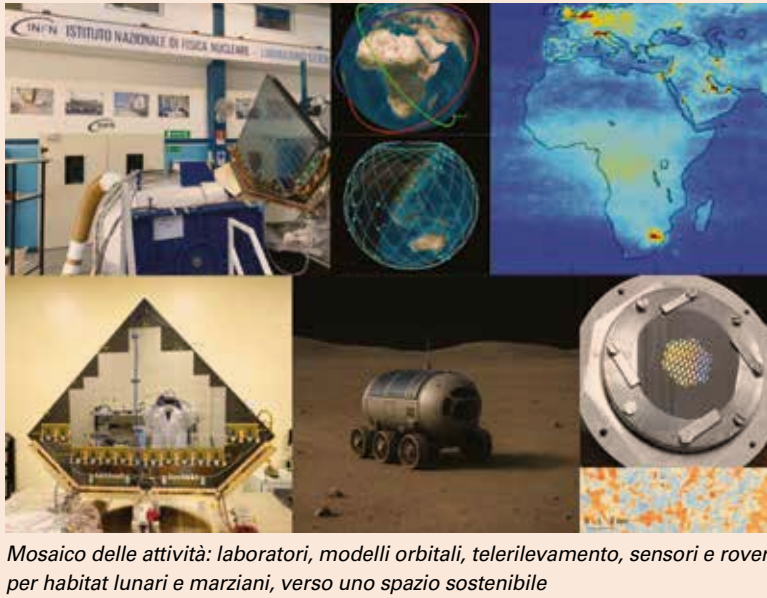 INFN ISTITUTO NAZIONALE DI FISICA NUCLEARE - LABORATORI
Mosaico delle attività: laboratori, modelli orbitali, telerilevamento, sensori e rover
per habitat lunari e marziani, verso uno spazio sostenibile